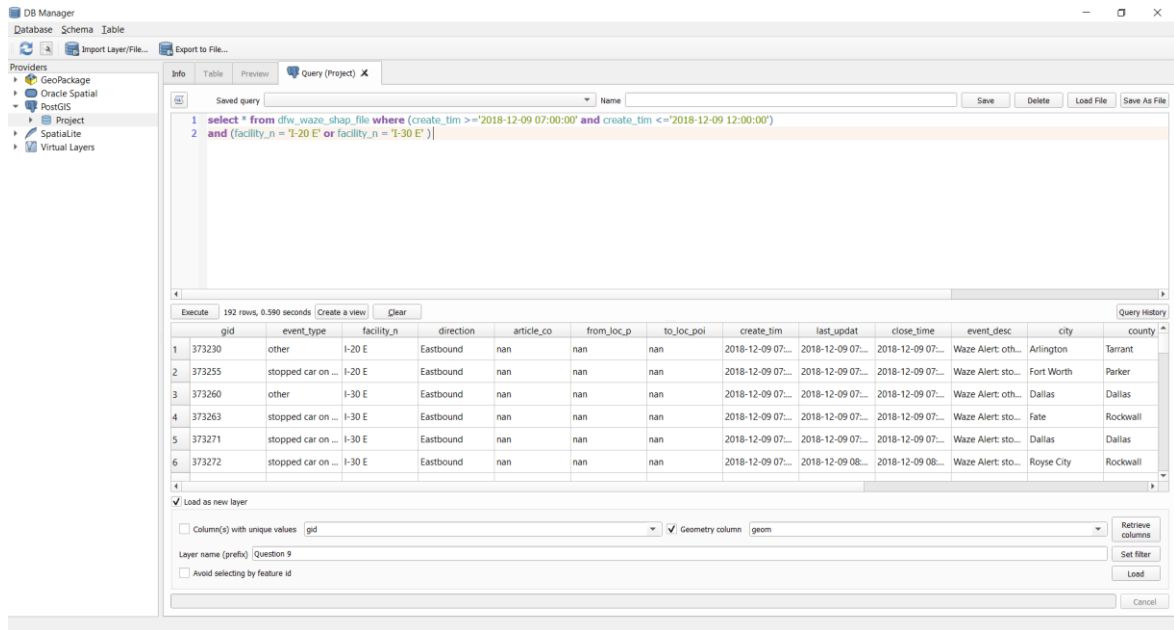 DB Manager
Database Schema Table
Import Layer/File... Export to File...
Providers
GeoPackage
Oracle Spatial
PostGIS
Project
SpatiaLite
Virtual Layers
Info Table Preview Query (Project) X
Saved query Name Save Delete Load File Save As File
1 select * from dfw_waze_shap_file where (create_tim >='2018-12-09 07:00:00' and create_tim <='2018-12-09 12:00:00')
2 and (facility_n = 'I-20 E' or facility_n = 'I-30 E' )
Execute 192 rows, 0.590 seconds Create a view Clear Query History
gid event_type facility_n direction article_co from_loc_p to_loc_poi create_tim last_updat close_time event_desc city county
1 373230 other I-20 E Eastbound nan nan nan 2018-12-09 07:... 2018-12-09 07:... 2018-12-09 07:... Waze Alert: oth... Arlington Tarrant
2 373255 stopped car on ... I-20 E Eastbound nan nan nan 2018-12-09 07:... 2018-12-09 07:... 2018-12-09 07:... Waze Alert: sto... Fort Worth Parker
3 373260 other I-30 E Eastbound nan nan nan 2018-12-09 07:... 2018-12-09 07:... 2018-12-09 07:... Waze Alert: oth... Dallas Dallas
4 373263 stopped car on ... I-30 E Eastbound nan nan nan 2018-12-09 07:... 2018-12-09 07:... 2018-12-09 07:... Waze Alert: sto... Fate Rockwall
5 373271 stopped car on ... I-30 E Eastbound nan nan nan 2018-12-09 07:... 2018-12-09 07:... 2018-12-09 07:... Waze Alert: sto... Dallas Dallas
6 373272 stopped car on ... I-30 E Eastbound nan nan nan 2018-12-09 07:... 2018-12-09 08:... 2018-12-09 08:... Waze Alert: sto... Royse City Rockwall
Load as new layer
Column(s) with unique values gid Geometry column geom Retrieve columns
Layer name (prefix) Question 9 Set filter
Avoid selecting by feature id Load
Cancel